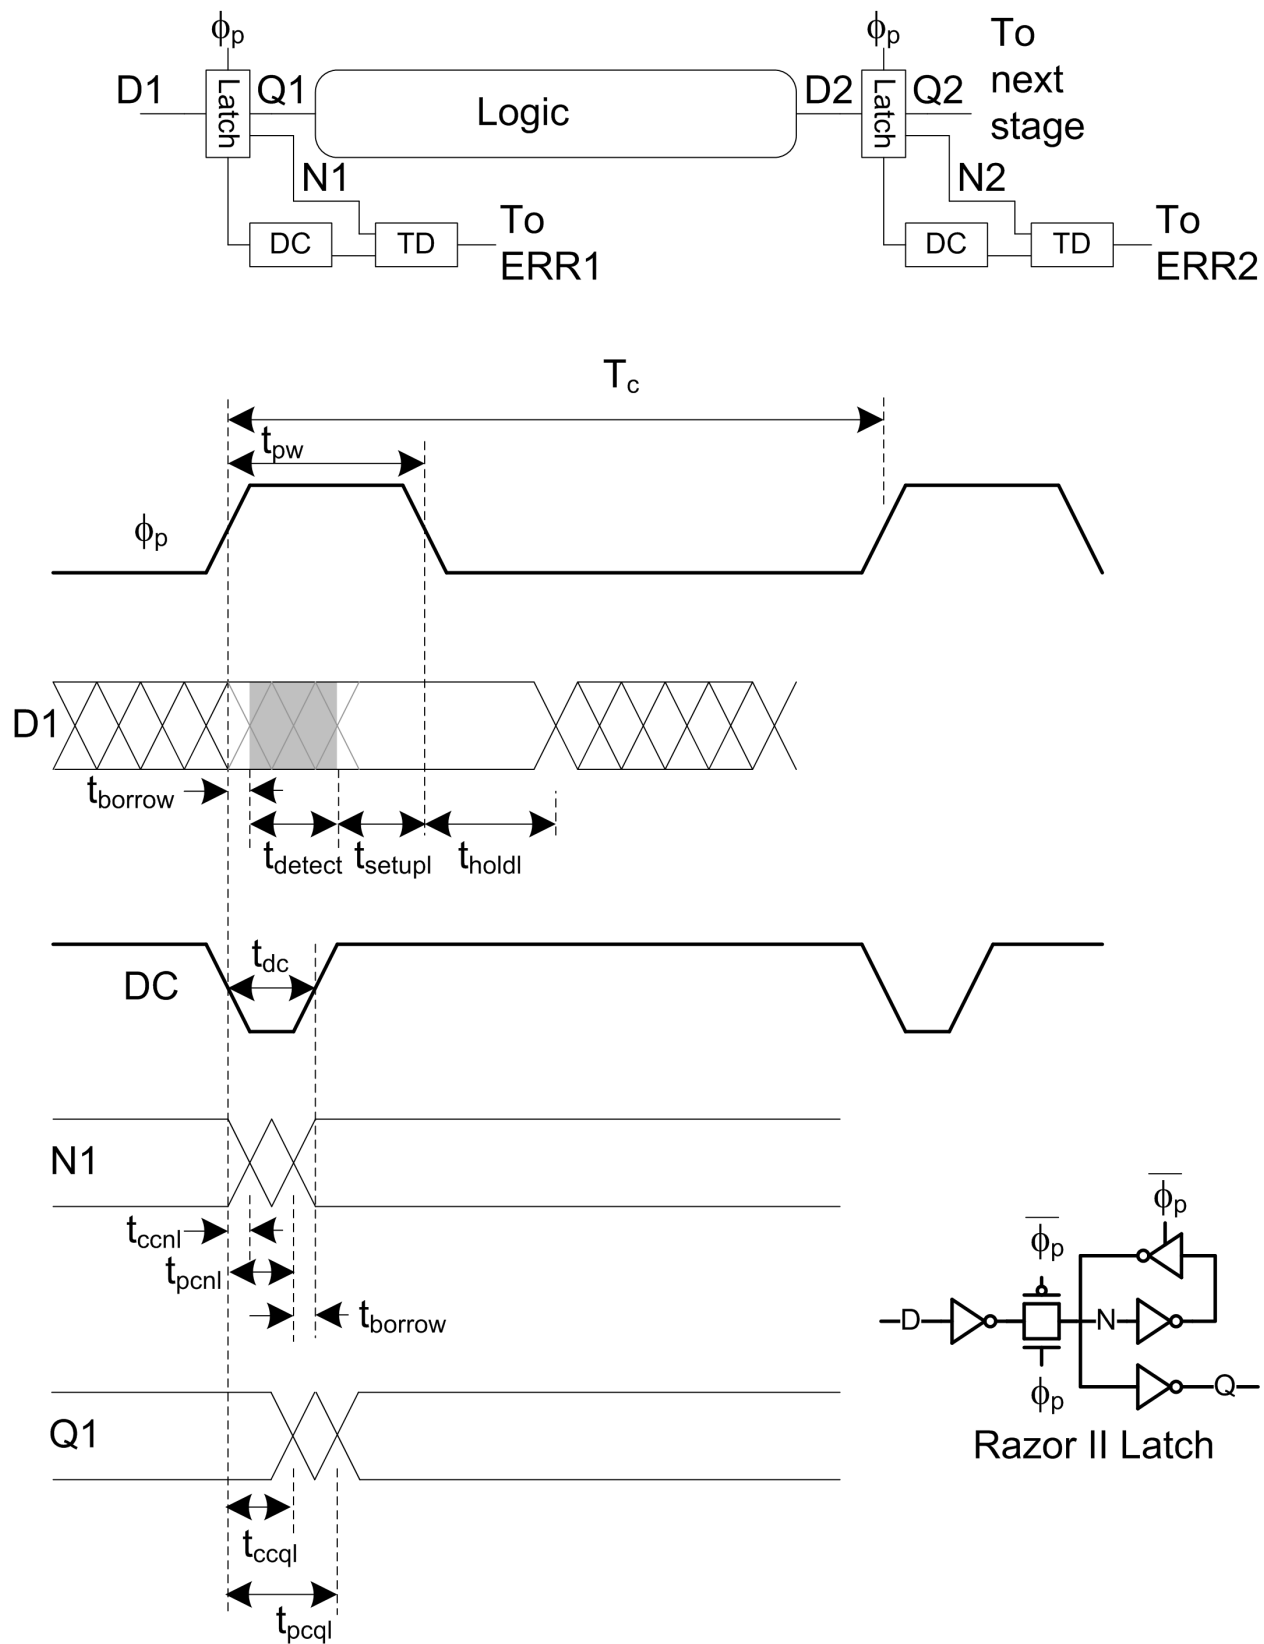 ϕp ϕp To
D1 Latch Q1 Logic D2 Latch Q2 next
stage
N1 N2
DC TD To DC TD To
ERR1 ERR2
Tc
tpw
ϕp
D1
tborrow
tdetect tsetupl tholdl
tdc
DC
N1
tccnl
tpcnl
tborrow
ϕp
ϕp
D N
ϕp Q
Q1
Razor II Latch
tccql
tpcql